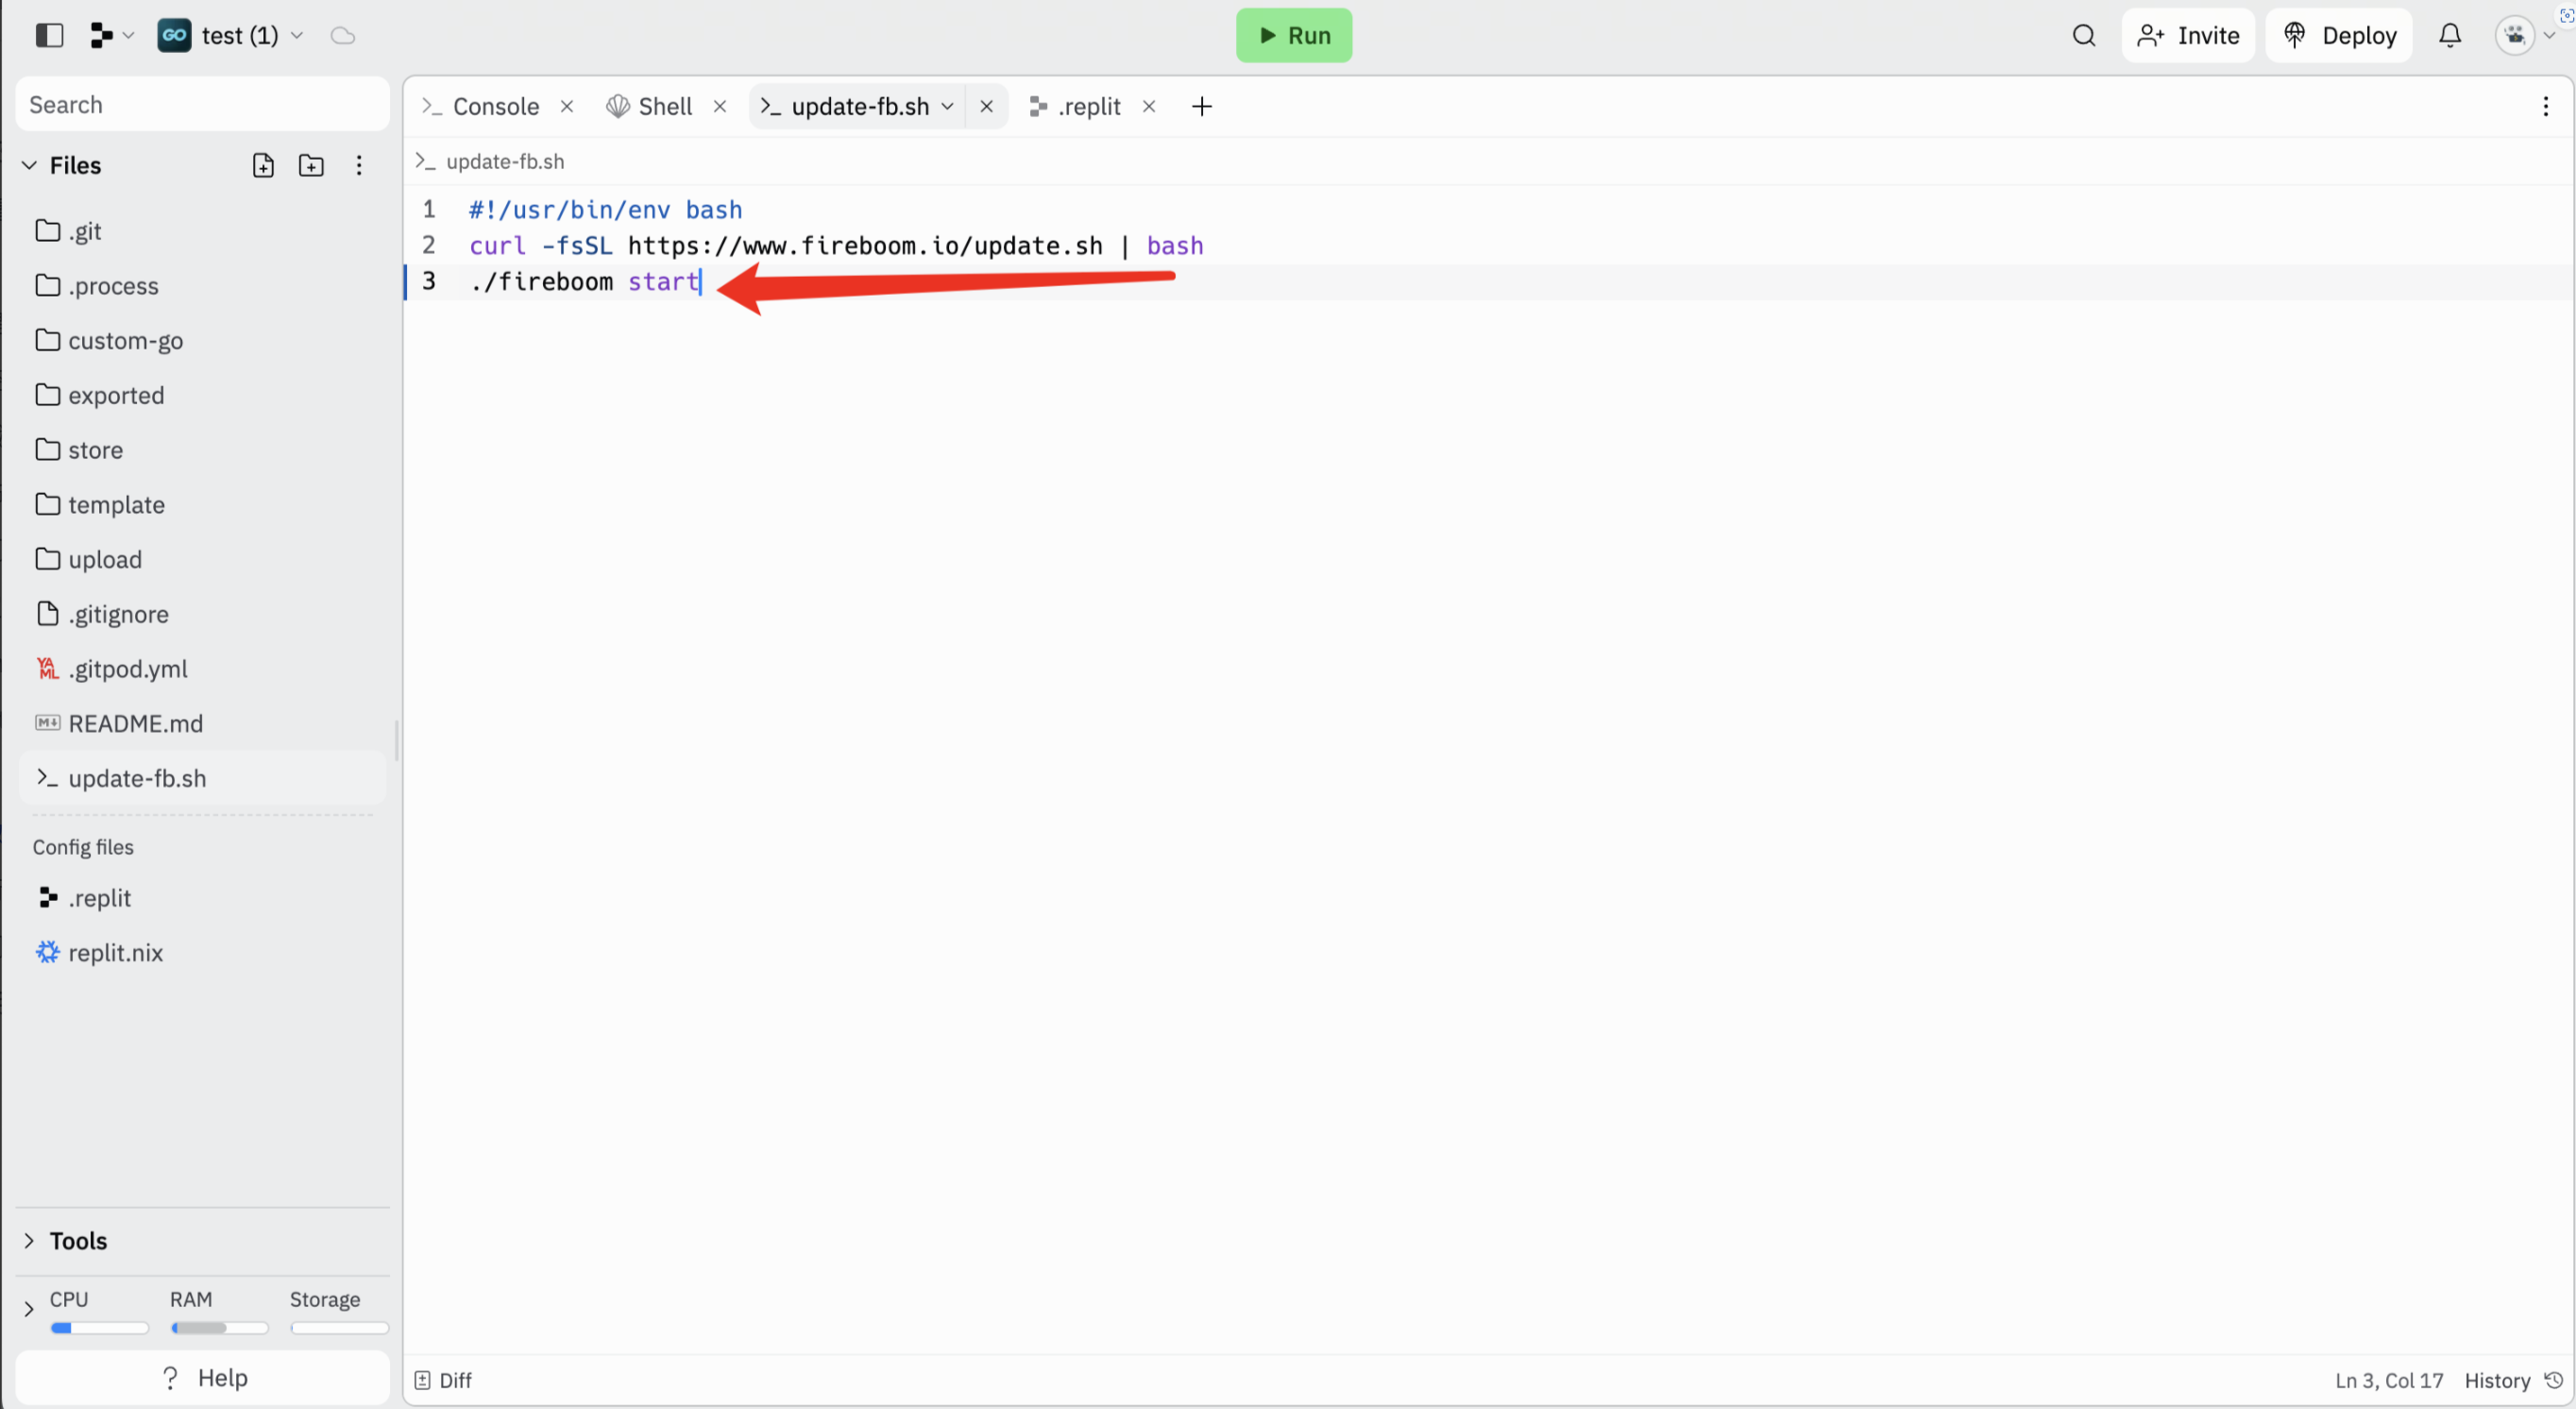 GO test (1)
Run
Invite
Deploy
Search
Files
.git
.process
custom-go
exported
store
template
upload
.gitignore
YAML .gitpod.yml
M↓ README.md
>_ update-fb.sh
Config files
.replit
replit.nix
Tools
CPU RAM Storage
? Help
>_ Console × Shell × >_ update-fb.sh × .replit × +
>_ update-fb.sh
1 #!/usr/bin/env bash
2 curl -fsSL https://www.fireboom.io/update.sh | bash
3 ./fireboom start
Diff
Ln 3, Col 17 History